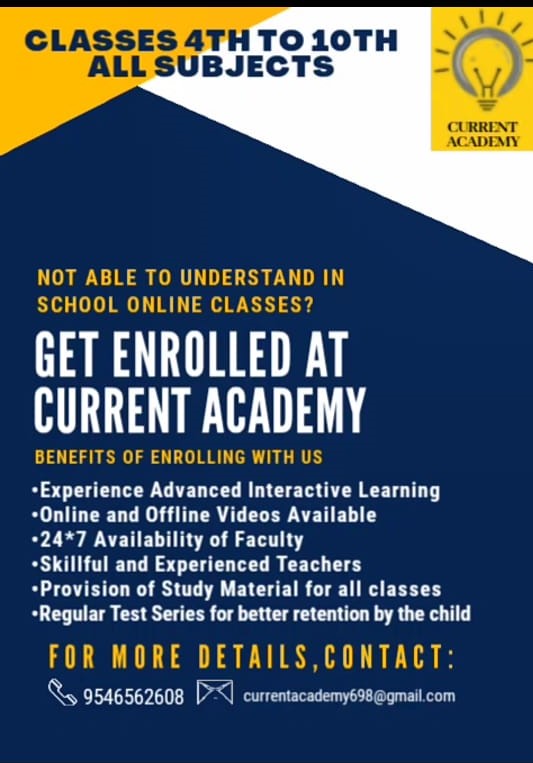 CLASSES 4TH TO 10TH
ALL SUBJECTS
CURRENT
ACADEMY
NOT ABLE TO UNDERSTAND IN
SCHOOL ONLINE CLASSES?
GET ENROLLED AT
CURRENT ACADEMY
BENEFITS OF ENROLLING WITH US
•Experience Advanced Interactive Learning
•Online and Offline Videos Available
•24*7 Availability of Faculty
•Skillful and Experienced Teachers
•Provision of Study Material for all classes
•Regular Test Series for better retention by the child
FOR MORE DETAILS,CONTACT:
9546562608 currentacademy698@gmail.com